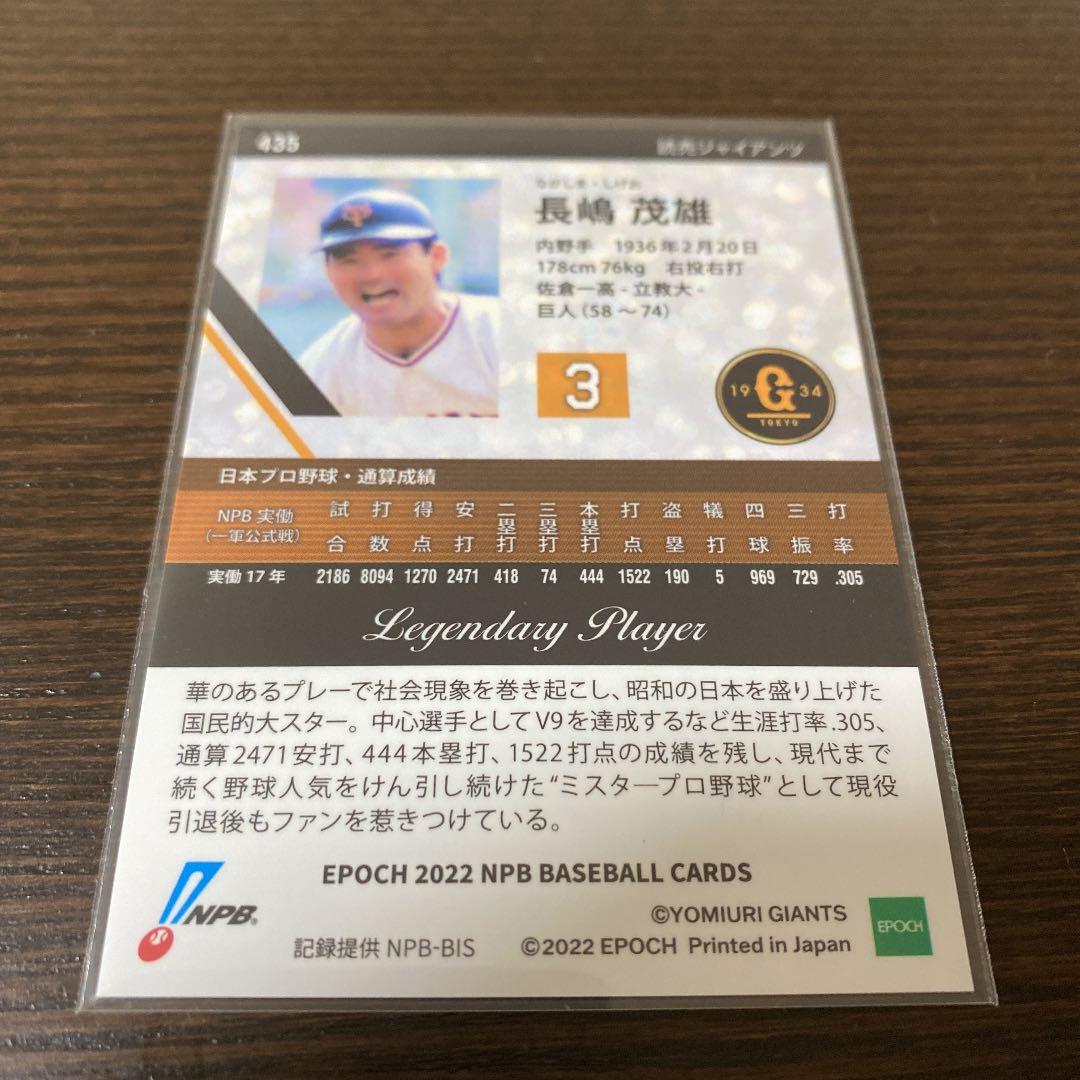 435
読売ジャイアンツ
ながしま・しげお
長嶋 茂雄
内野手 1936年2月20日
178cm 76kg 右投右打
佐倉一高 - 立教大 -
巨人（58～74）
3
19 G 34
TOKYO
日本プロ野球・通算成績
NPB 実働
（一軍公式戦）
試合 打数 得点 安打 二塁打 三塁打 本塁打 打点 盗塁 犠打 四球 三振 打率
実働17年 2186 8094 1270 2471 418 74 444 1522 190 5 969 729 .305
Legendary Player
華のあるプレーで社会現象を巻き起こし、昭和の日本を盛り上げた
国民的大スター。中心選手としてV9を達成するなど生涯打率.305、
通算2471安打、444本塁打、1522打点の成績を残し、現代まで
続く野球人気をけん引し続けた“ミスタープロ野球”として現役
引退後もファンを惹きつけている。
EPOCH 2022 NPB BASEBALL CARDS
NPB®
©YOMIURI GIANTS
記録提供 NPB-BIS
©2022 EPOCH Printed in Japan
EPOCH